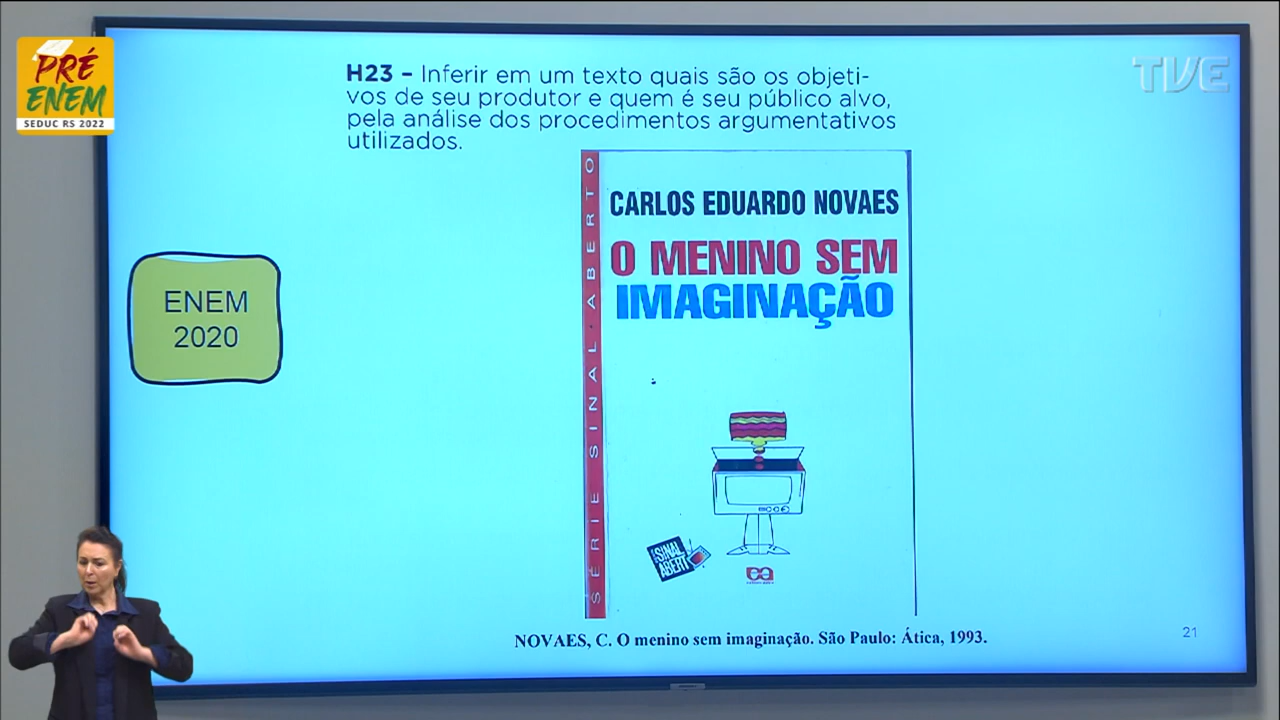 PRÉ
ENEM
SEDUC RS 2022
TVE
H23 – Inferir em um texto quais são os objeti-
vos de seu produtor e quem é seu público alvo,
pela análise dos procedimentos argumentativos
utilizados.
ENEM
2020
SÉRIE SINAL ABERTO
CARLOS EDUARDO NOVAES
O MENINO SEM
IMAGINAÇÃO
SINAL
ABERT
NOVAES, C. O menino sem imaginação. São Paulo: Ática, 1993.
21